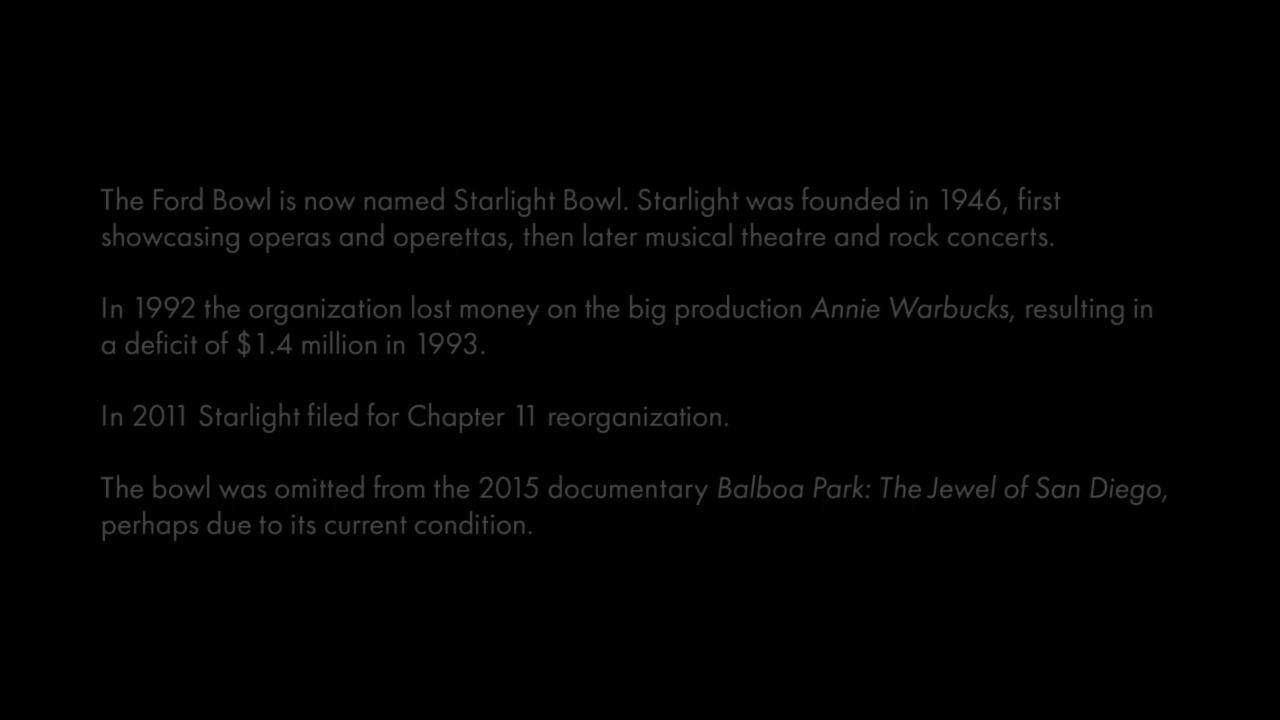 The Ford Bowl is now named Starlight Bowl. Starlight was founded in 1946, first
showcasing operas and operettas, then later musical theatre and rock concerts.
In 1992 the organization lost money on the big production Annie Warbucks, resulting in
a deficit of $1.4 million in 1993.
In 2011 Starlight filed for Chapter 11 reorganization.
The bowl was omitted from the 2015 documentary Balboa Park: The Jewel of San Diego,
perhaps due to its current condition.